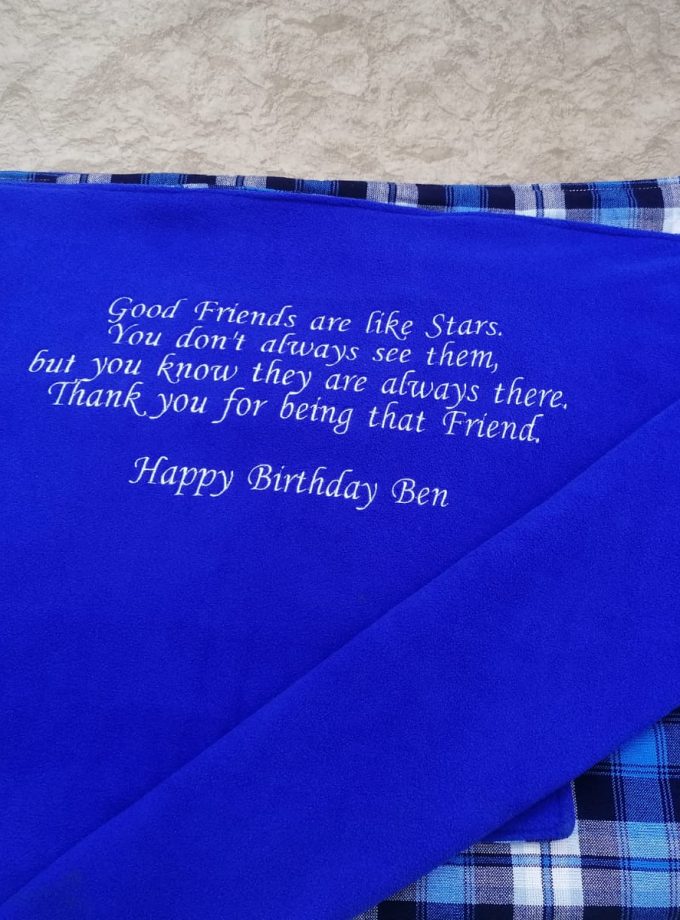 Good Friends are like Stars.
You don't always see them,
but you know they are always there.
Thank you for being that Friend.
Happy Birthday Ben